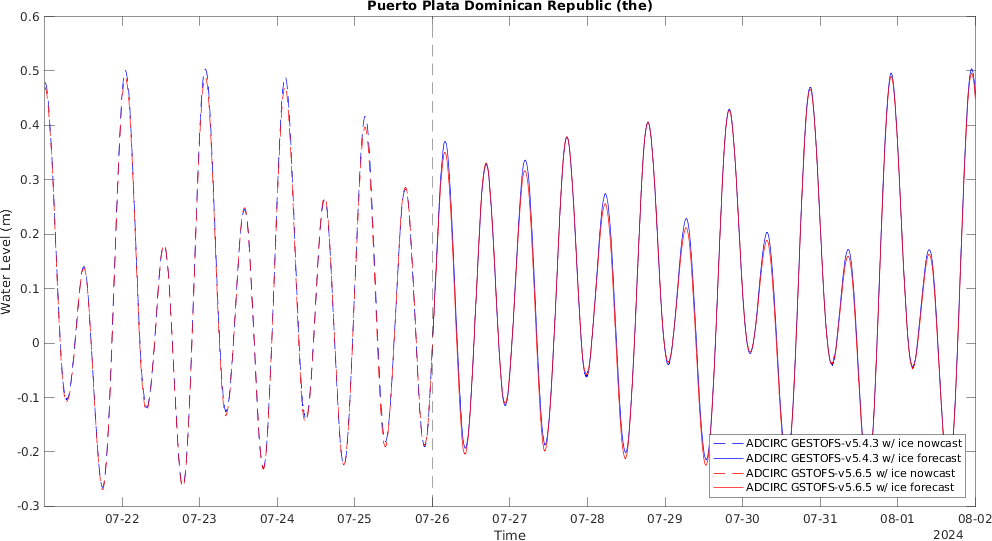 Puerto Plata Dominican Republic (the)
0.6
0.5
0.4
0.3
0.2
0.1
0
-0.1
-0.2
-0.3
Water Level (m)
ADCIRC GESTOFS-v5.4.3 w/ ice nowcast
ADCIRC GESTOFS-v5.4.3 w/ ice forecast
ADCIRC GSTOFS-v5.6.5 w/ ice nowcast
ADCIRC GSTOFS-v5.6.5 w/ ice forecast
07-22 07-23 07-24 07-25 07-26 07-27 07-28 07-29 07-30 07-31 08-01 08-02
Time
2024